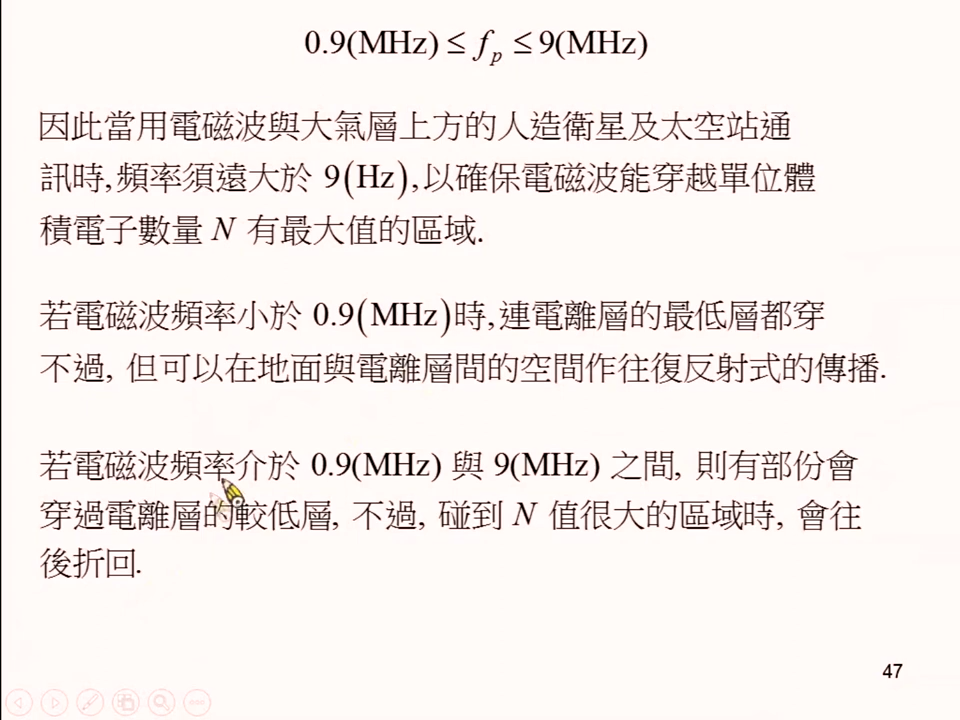 0.9(MHz) ≤ fₚ ≤ 9(MHz)
因此當用電磁波與大氣層上方的人造衛星及太空站通
訊時,頻率須遠大於 9(Hz),以確保電磁波能穿越單位體
積電子數量 N 有最大值的區域.
若電磁波頻率小於 0.9(MHz)時,連電離層的最低層都穿
不過, 但可以在地面與電離層間的空間作往復反射式的傳播.
若電磁波頻率介於 0.9(MHz) 與 9(MHz) 之間, 則有部份會
穿過電離層的較低層, 不過, 碰到 N 值很大的區域時, 會往
後折回.
47